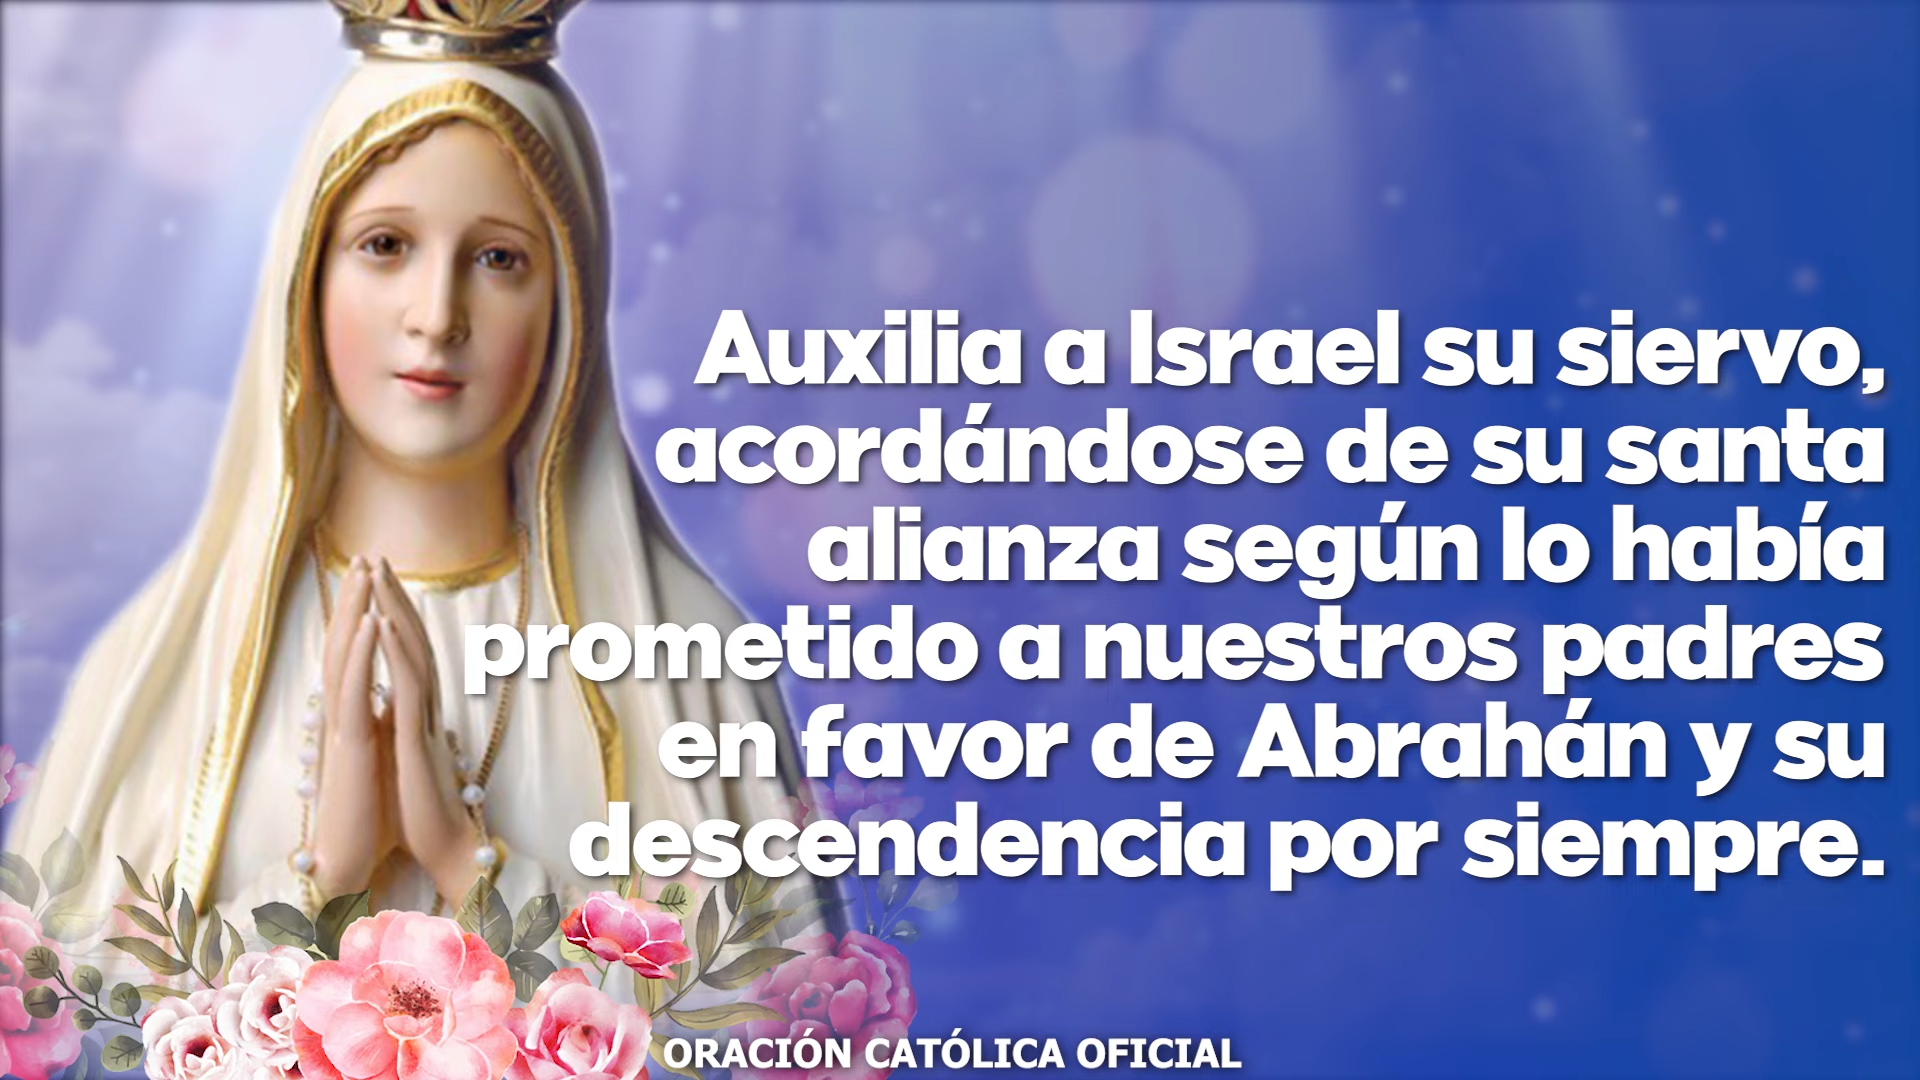 Auxilia a Israel su siervo,
acordándose de su santa
alianza según lo había
prometido a nuestros padres
en favor de Abrahán y su
descendencia por siempre.
ORACIÓN CATÓLICA OFICIAL